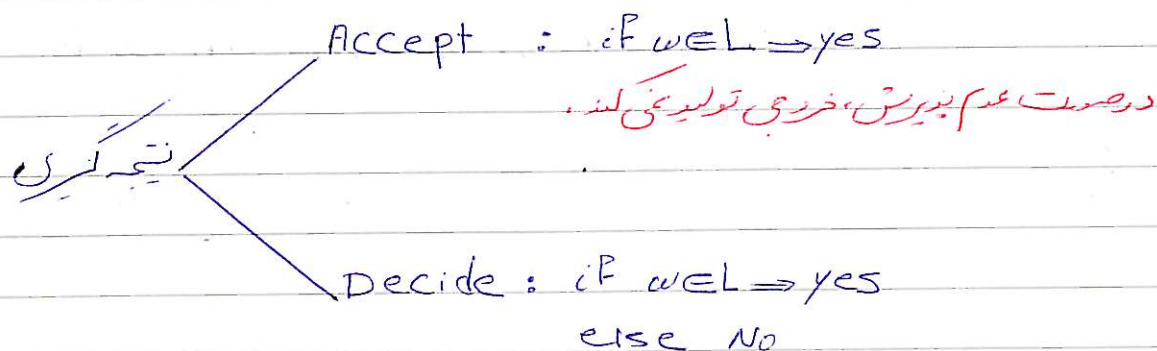 Accept : if w∈L ⇒ yes
درصورت عدم پذیرش، خروجی تولید نمی کند.
نتیجه گیری
Decide : if w∈L ⇒ yes
else No